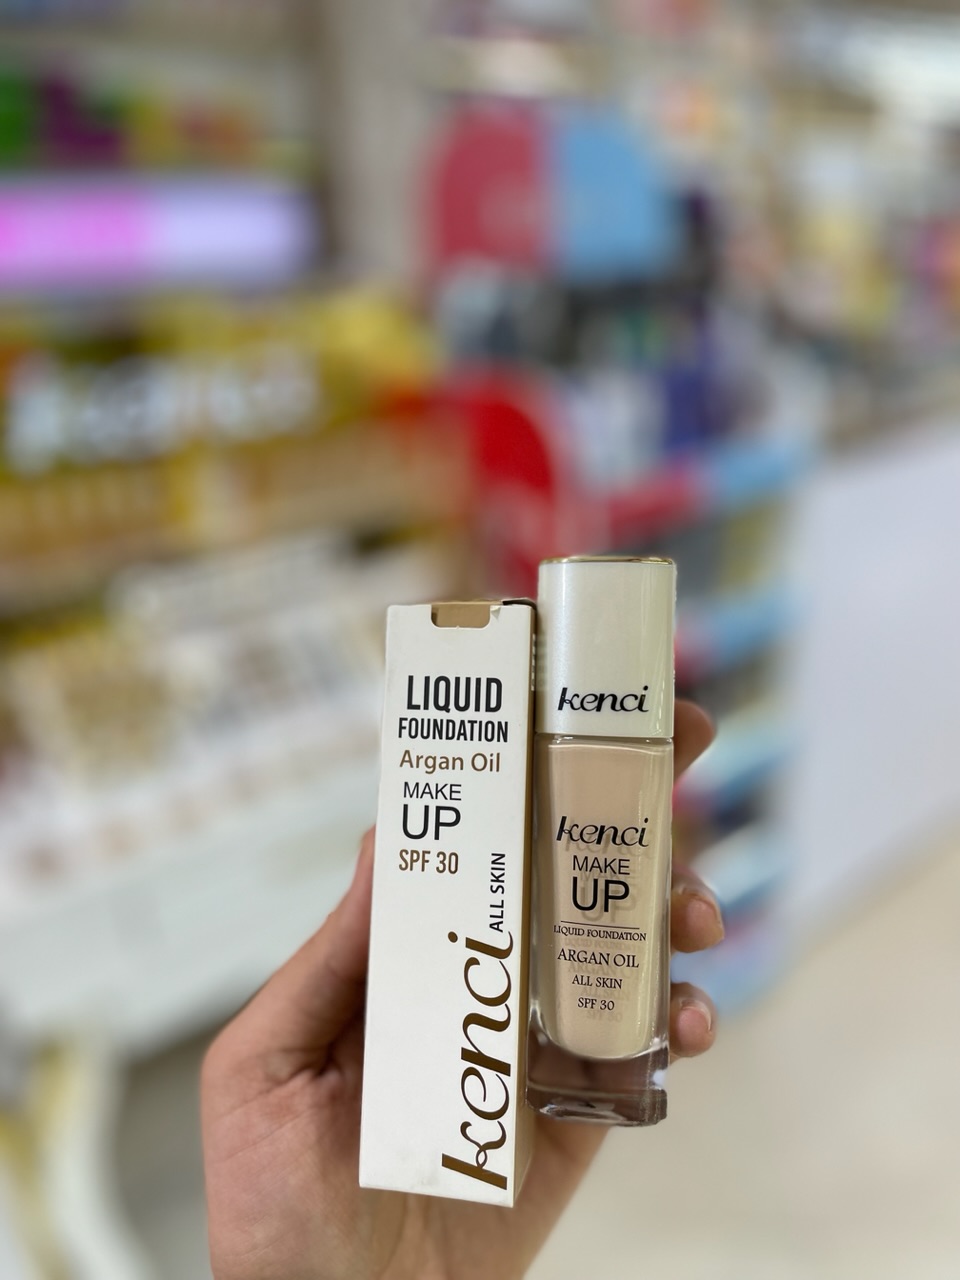 LIQUID
FOUNDATION
Argan Oil
MAKE
UP
SPF 30
ALL SKIN
kenci
kenci
kenci
MAKE
UP
LIQUID FOUNDATION
ARGAN OIL
ALL SKIN
SPF 30